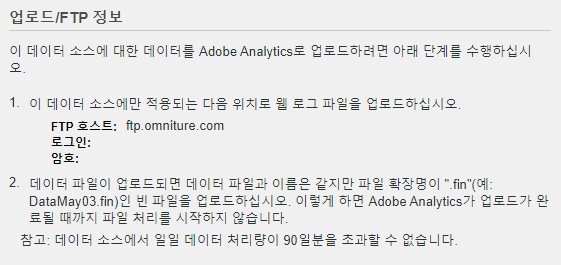 업로드/FTP 정보
이 데이터 소스에 대한 데이터를 Adobe Analytics로 업로드하려면 아래 단계를 수행하십시
오.
1. 이 데이터 소스에만 적용되는 다음 위치로 웹 로그 파일을 업로드하십시오.
FTP 호스트: ftp.omniture.com
로그인:
암호:
2. 데이터 파일이 업로드되면 데이터 파일과 이름은 같지만 파일 확장명이 ".fin"(예:
DataMay03.fin)인 빈 파일을 업로드하십시오. 이렇게 하면 Adobe Analytics가 업로드가 완
료될 때까지 파일 처리를 시작하지 않습니다.
참고: 데이터 소스에서 일일 데이터 처리량이 90일분을 초과할 수 없습니다.